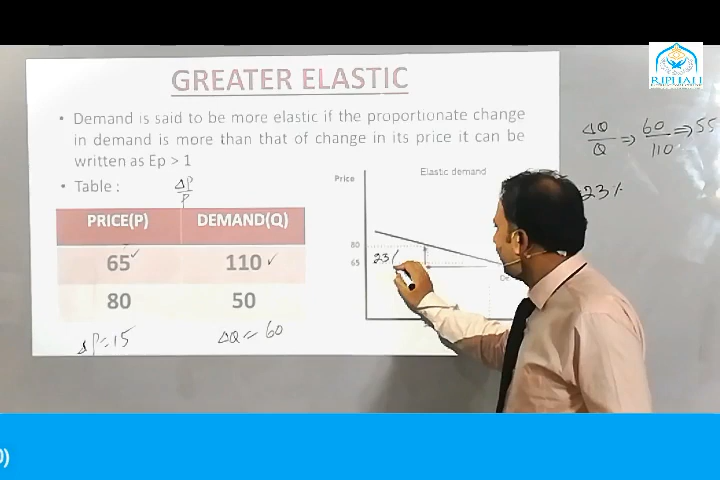 GREATER ELASTIC
• Demand is said to be more elastic if the proportionate change
in demand is more than that of change in its price it can be
written as Ep > 1
• Table :
ΔP
P
PRICE(P) DEMAND(Q)
65 110
80 50
ΔP=15 ΔQ= 60
Elastic demand
Price
80
65
23
De
ΔQ/Q ⇒ 60/110 ⇒ 55
23%
RIPHAH
0)